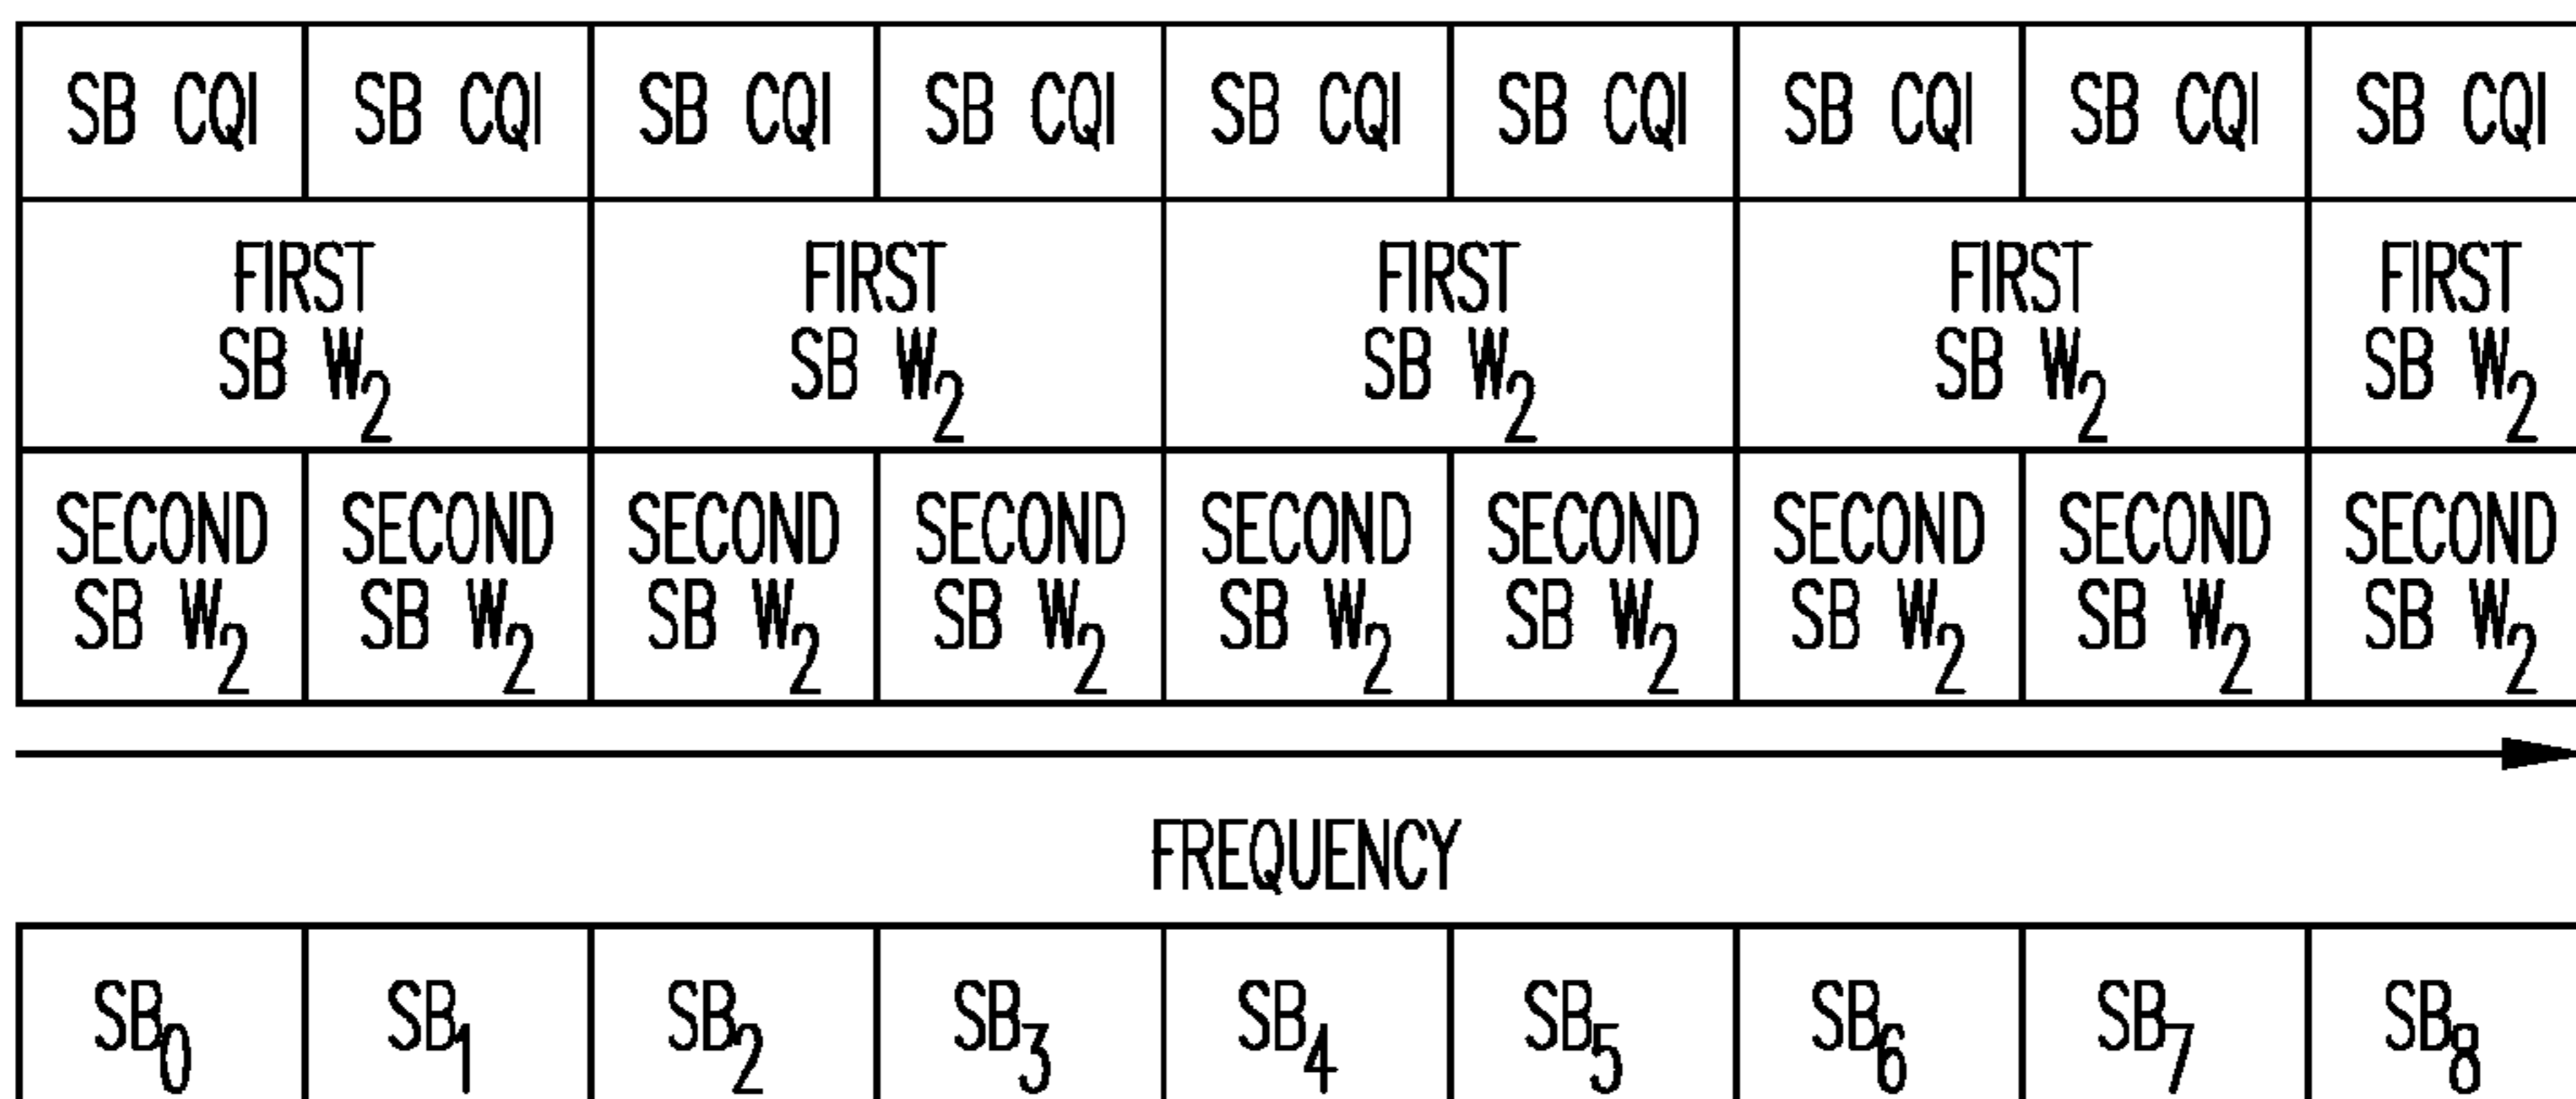 SB CQI SB CQI SB CQI SB CQI SB CQI SB CQI SB CQI SB CQI SB CQI
FIRST FIRST FIRST FIRST FIRST
SB W₂ SB W₂ SB W₂ SB W₂ SB W₂
SECOND SECOND SECOND SECOND SECOND SECOND SECOND SECOND SECOND
SB W₂ SB W₂ SB W₂ SB W₂ SB W₂ SB W₂ SB W₂ SB W₂ SB W₂
FREQUENCY
SB₀ SB₁ SB₂ SB₃ SB₄ SB₅ SB₆ SB₇ SB₈